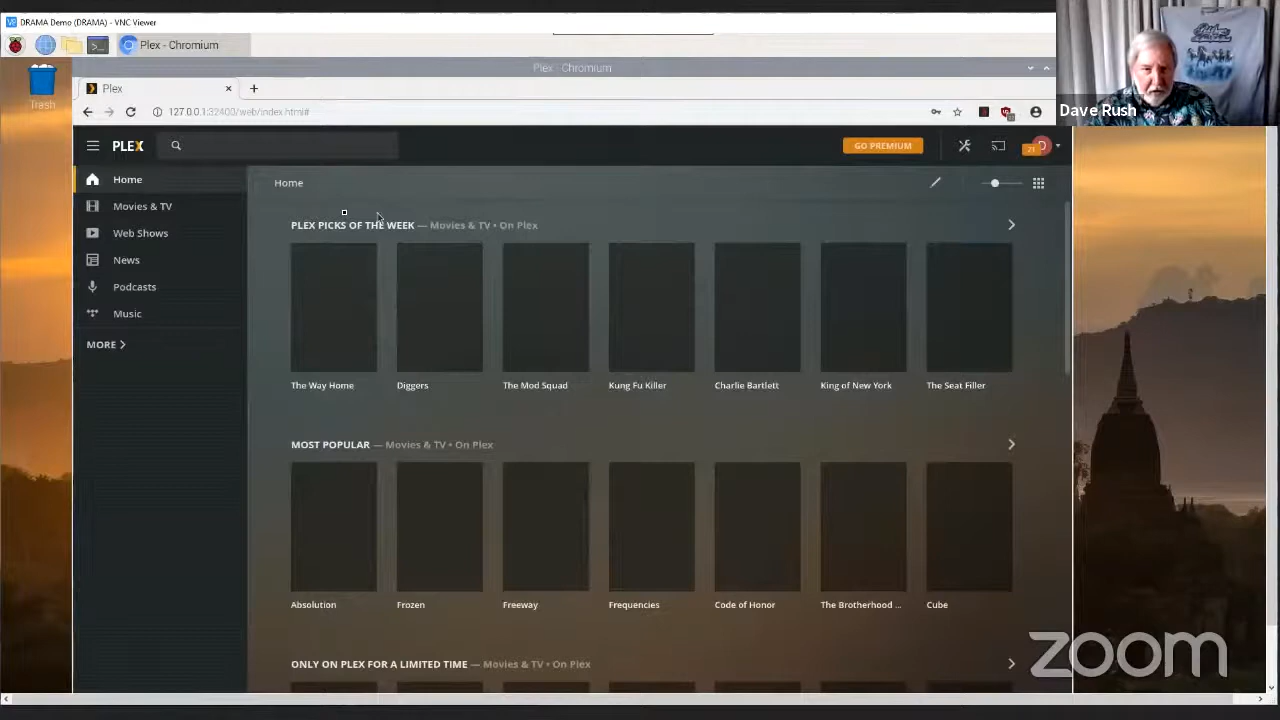 DRAMA Demo (DRAMA) - VNC Viewer
Plex - Chromium
Plex - Chromium
Plex
127.0.0.1:32400/web/index.html#
Dave Rush
PLEX
GO PREMIUM
21
D
Home
Movies & TV
Web Shows
News
Podcasts
Music
MORE
Trash
Home
PLEX PICKS OF THE WEEK — Movies & TV • On Plex
The Way Home
Diggers
The Mod Squad
Kung Fu Killer
Charlie Bartlett
King of New York
The Seat Filler
MOST POPULAR — Movies & TV • On Plex
Absolution
Frozen
Freeway
Frequencies
Code of Honor
The Brotherhood ...
Cube
ONLY ON PLEX FOR A LIMITED TIME — Movies & TV • On Plex
zoom